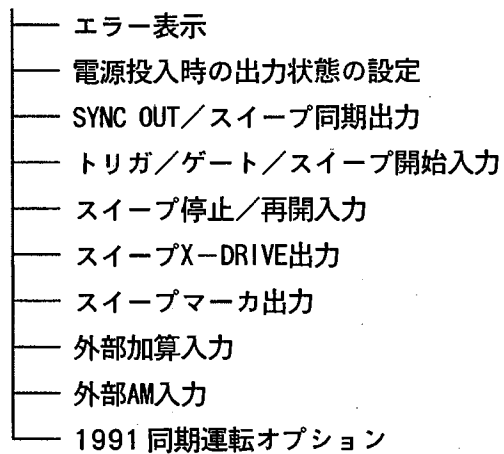 エラー表示
電源投入時の出力状態の設定
SYNC OUT／スイープ同期出力
トリガ／ゲート／スイープ開始入力
スイープ停止／再開入力
スイープX－DRIVE出力
スイープマーカ出力
外部加算入力
外部AM入力
1991同期運転オプション